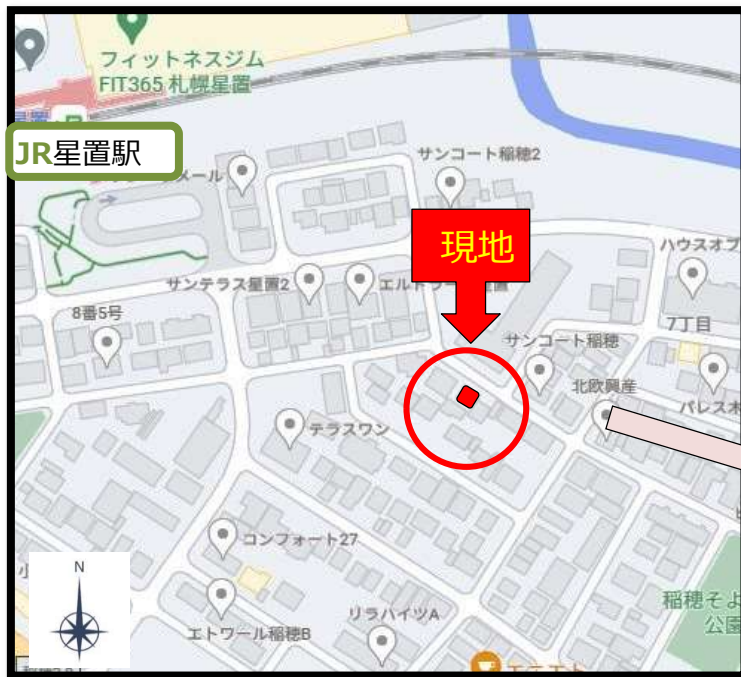 フィットネスジム
FIT365 札幌星置
JR星置駅
メール
サンコート稲穂2
現地
ハウスオブ
サンテラス星置2
エルドラ
8番5号
7丁目
サンコート稲穂
北欧興産
パレス木
テラスワン
コンフォート27
N
稲穂そよ
公園
リラハイツA
エトワール稲穂B